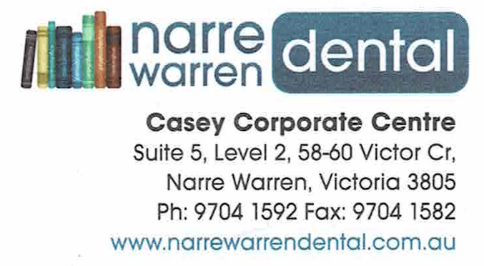 narre
warren
dental
Casey Corporate Centre
Suite 5, Level 2, 58-60 Victor Cr,
Narre Warren, Victoria 3805
Ph: 9704 1592 Fax: 9704 1582
www.narrewarrendental.com.au